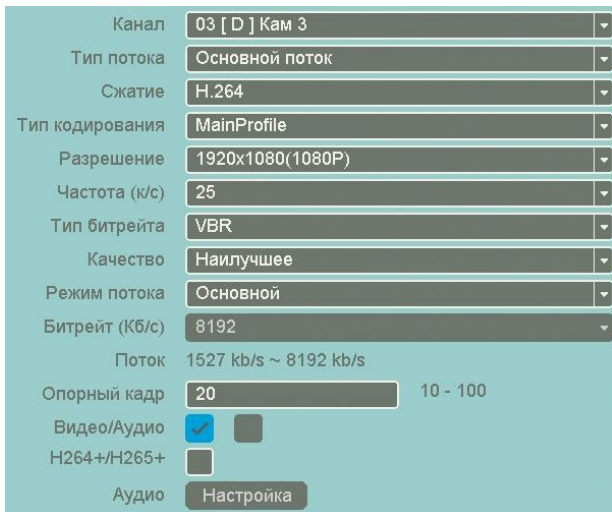 Канал 03 [ D ] Кам 3
Тип потока Основной поток
Сжатие H.264
Тип кодирования MainProfile
Разрешение 1920x1080(1080P)
Частота (к/с) 25
Тип битрейта VBR
Качество Наилучшее
Режим потока Основной
Битрейт (Кб/с) 8192
Поток 1527 kb/s ~ 8192 kb/s
Опорный кадр 20 10 - 100
Видео/Аудио
H264+/H265+
Аудио Настройка